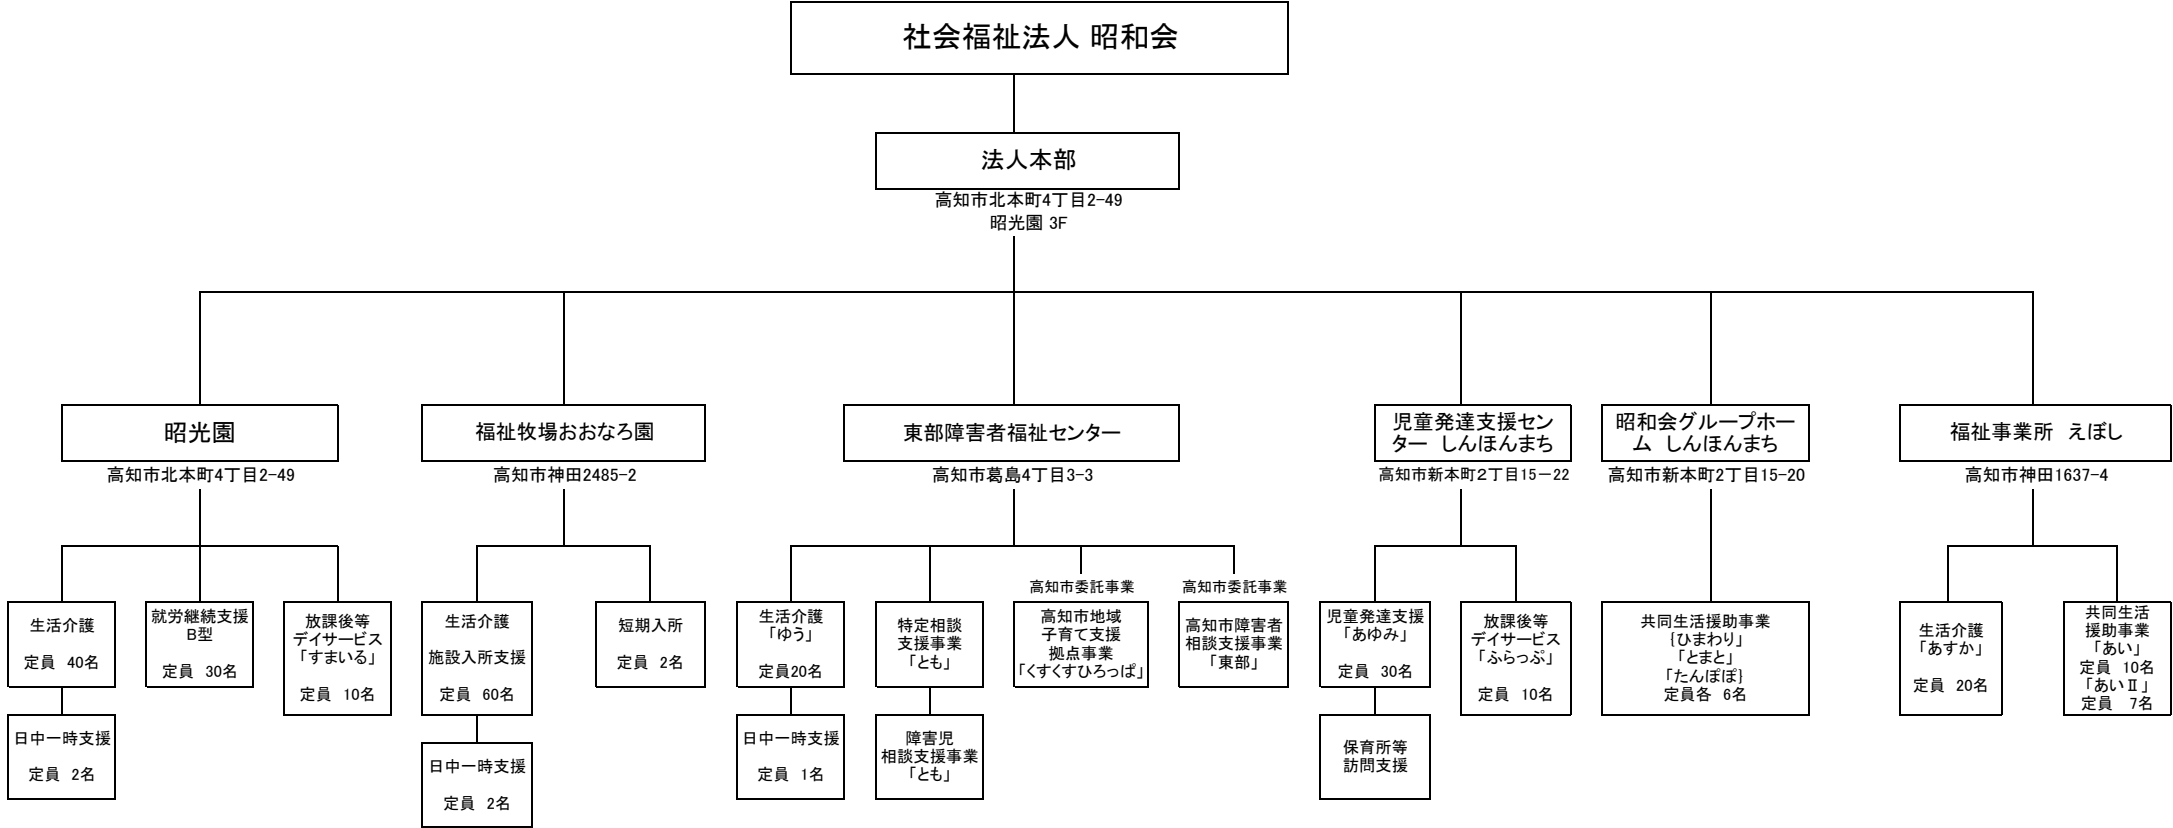 社会福祉法人 昭和会
法人本部
高知市北本町4丁目2-49
昭光園 3F
昭光園
高知市北本町4丁目2-49
生活介護
定員 40名
日中一時支援
定員 2名
就労継続支援
B型
定員 30名
放課後等
デイサービス
「すまいる」
定員 10名
福祉牧場おおなろ園
高知市神田2485-2
生活介護
施設入所支援
定員 60名
日中一時支援
定員 2名
短期入所
定員 2名
東部障害者福祉センター
高知市葛島4丁目3-3
生活介護
「ゆう」
定員20名
日中一時支援
定員 1名
特定相談
支援事業
「とも」
障害児
相談支援事業
「とも」
高知市委託事業
高知市地域
子育て支援
拠点事業
「くすくすひろっぱ」
高知市委託事業
高知市障害者
相談支援事業
「東部」
児童発達支援セン
ター しんほんまち
高知市新本町2丁目15－22
児童発達支援
「あゆみ」
定員 30名
保育所等
訪問支援
放課後等
デイサービス
「ふらっぷ」
定員 10名
昭和会グループホー
ム しんほんまち
高知市新本町2丁目15-20
共同生活援助事業
{ひまわり」
「とまと」
「たんぽぽ}
定員各 6名
福祉事業所 えぼし
高知市神田1637-4
生活介護
「あすか」
定員 20名
共同生活
援助事業
「あい」
定員 10名
「あいⅡ」
定員 7名